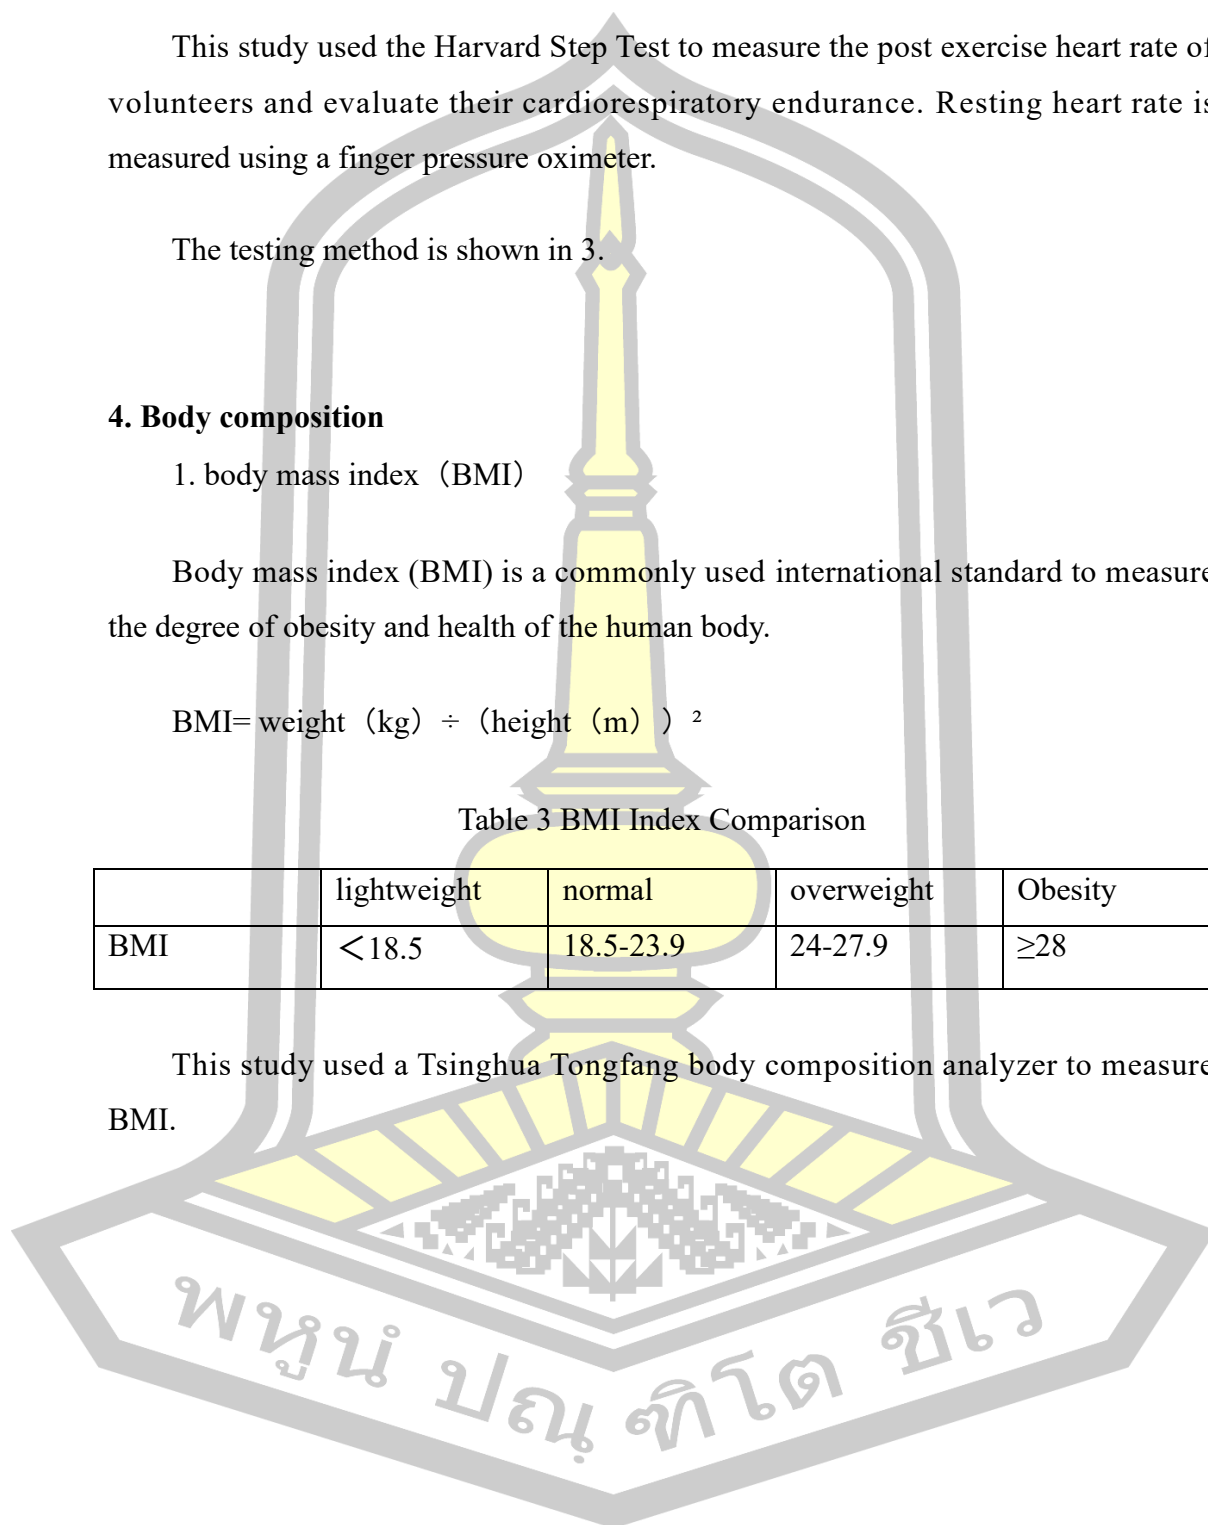 This study used the Harvard Step Test to measure the post exercise heart rate of
volunteers and evaluate their cardiorespiratory endurance. Resting heart rate is
measured using a finger pressure oximeter.
The testing method is shown in 3.
4. Body composition
1. body mass index（BMI）
Body mass index (BMI) is a commonly used international standard to measure
the degree of obesity and health of the human body.
BMI= weight（kg）÷（height（m））²
Table 3 BMI Index Comparison
lightweight normal overweight Obesity
BMI ＜18.5 18.5-23.9 24-27.9 ≥28
This study used a Tsinghua Tongfang body composition analyzer to measure
BMI.
พหูนํ ปณฺฑิโต ชีเว